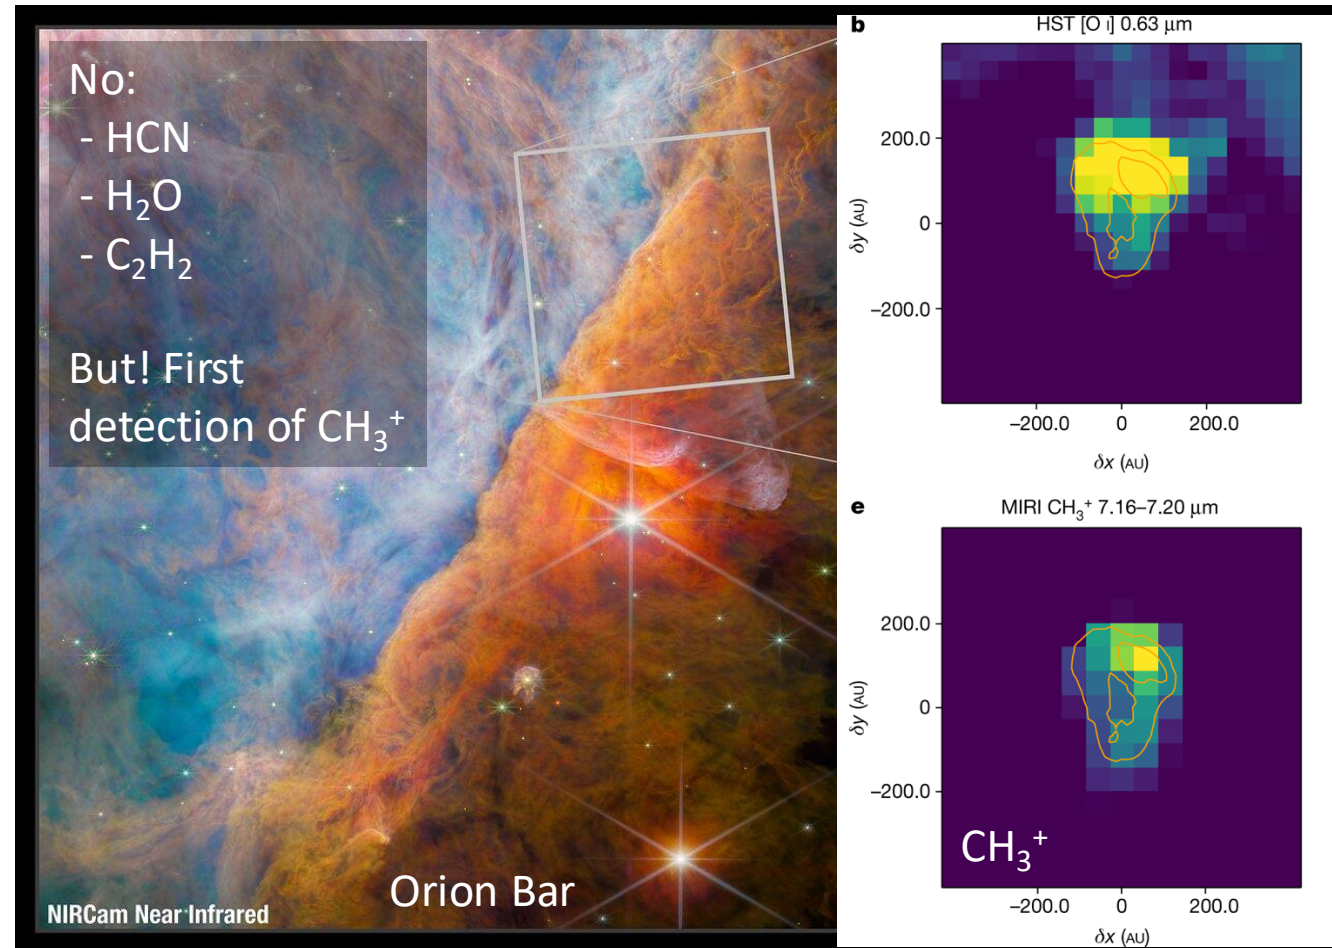 No:
- HCN
- H₂O
- C₂H₂
But! First
detection of CH₃⁺
Orion Bar
NIRCam Near Infrared
b
HST [O I] 0.63 μm
200.0
0
−200.0
δy (AU)
−200.0 0 200.0
δx (AU)
e
MIRI CH₃⁺ 7.16–7.20 μm
200.0
0
−200.0
δy (AU)
CH₃⁺
−200.0 0 200.0
δx (AU)